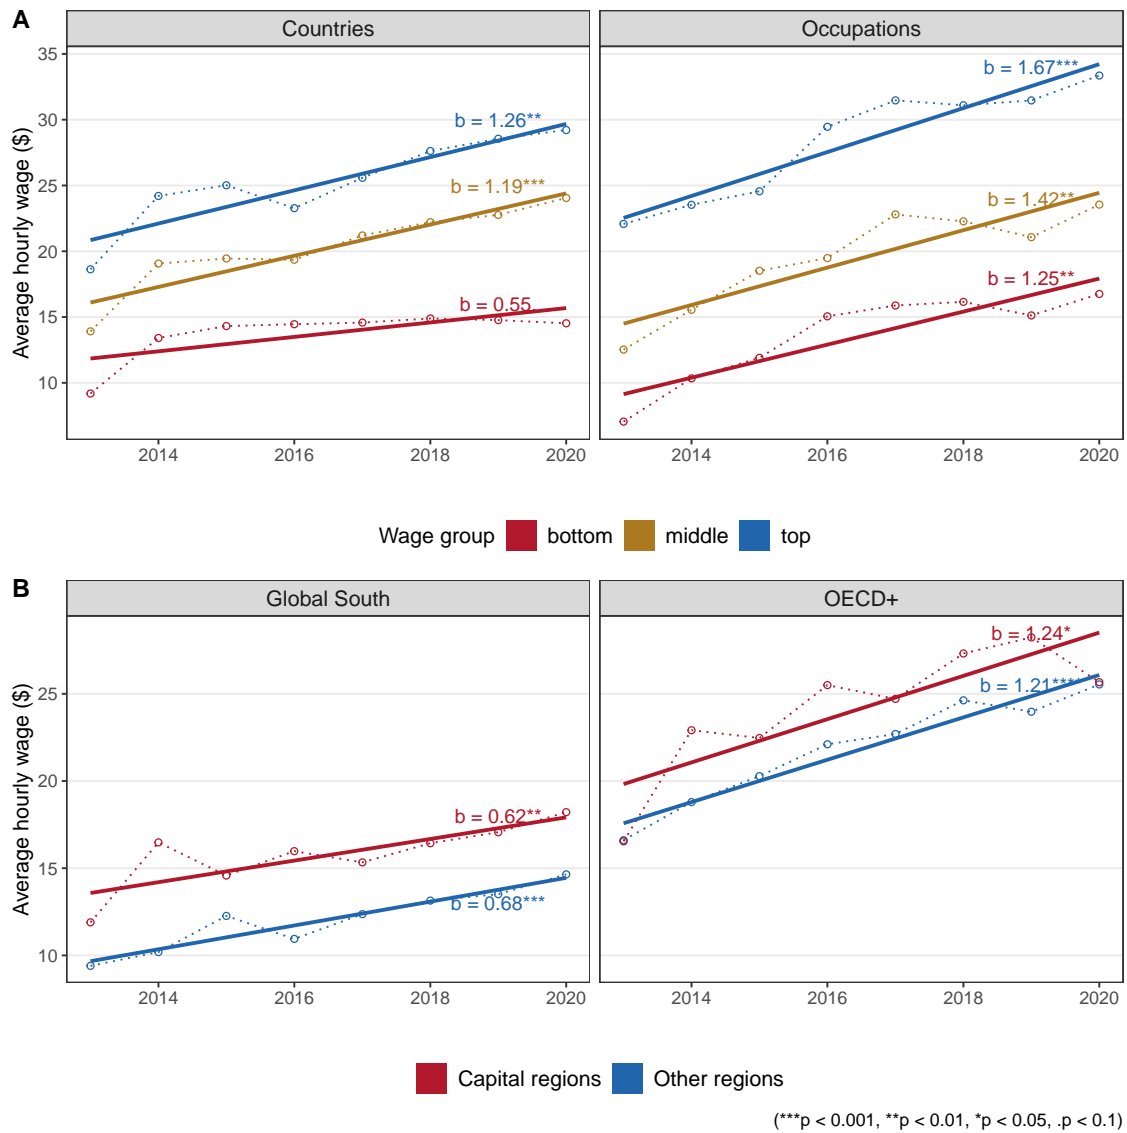 A
Countries
Occupations
Average hourly wage ($)
35
30
25
20
15
10
b = 1.26**
b = 1.19***
b = 0.55.
b = 1.67***
b = 1.42**
b = 1.25**
2014 2016 2018 2020
2014 2016 2018 2020
Wage group bottom middle top
B
Global South
OECD+
Average hourly wage ($)
25
20
15
10
b = 0.62**
b = 0.68***
b = 1.24*
b = 1.21***
2014 2016 2018 2020
2014 2016 2018 2020
Capital regions Other regions
(***p < 0.001, **p < 0.01, *p < 0.05, .p < 0.1)